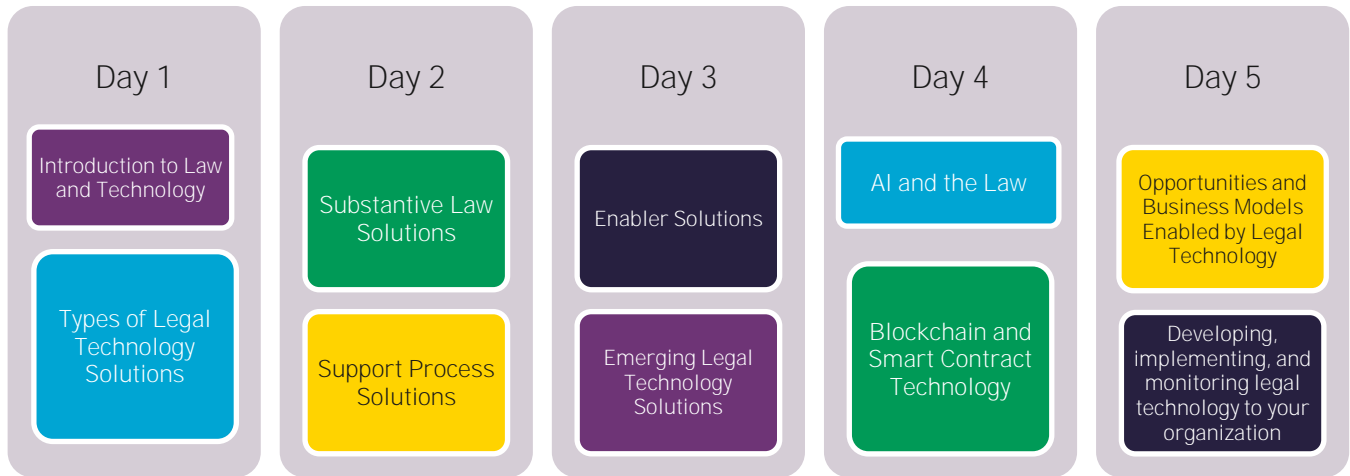 Day 1
Introduction to Law
and Technology
Types of Legal
Technology
Solutions
Day 2
Substantive Law
Solutions
Support Process
Solutions
Day 3
Enabler Solutions
Emerging Legal
Technology
Solutions
Day 4
AI and the Law
Blockchain and
Smart Contract
Technology
Day 5
Opportunities and
Business Models
Enabled by Legal
Technology
Developing,
implementing, and
monitoring legal
technology to your
organization